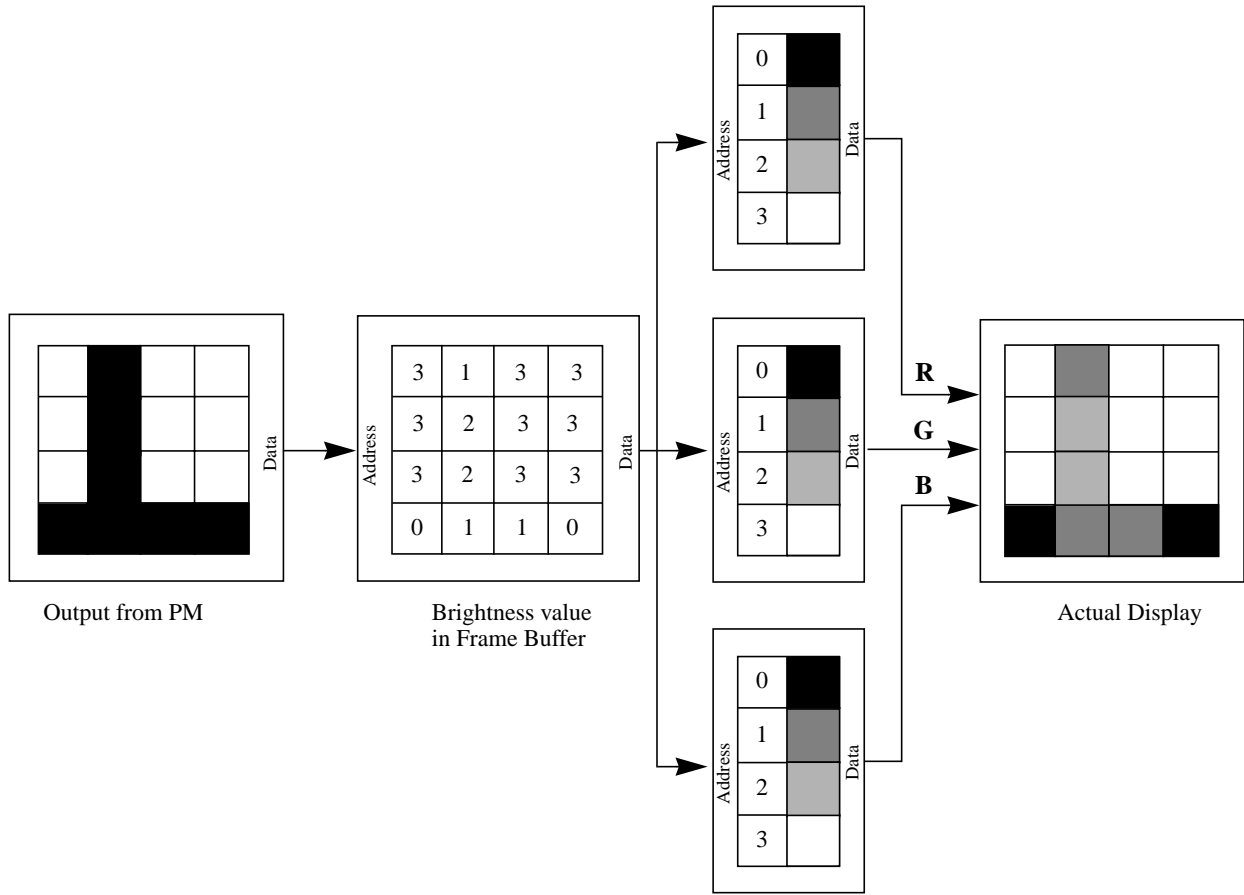 0
1
2
3
Address
Data
Data
Output from PM
Address
3 1 3 3
3 2 3 3
3 2 3 3
0 1 1 0
Data
Brightness value
in Frame Buffer
0
1
2
3
Address
Data
0
1
2
3
Address
Data
R
G
B
Actual Display